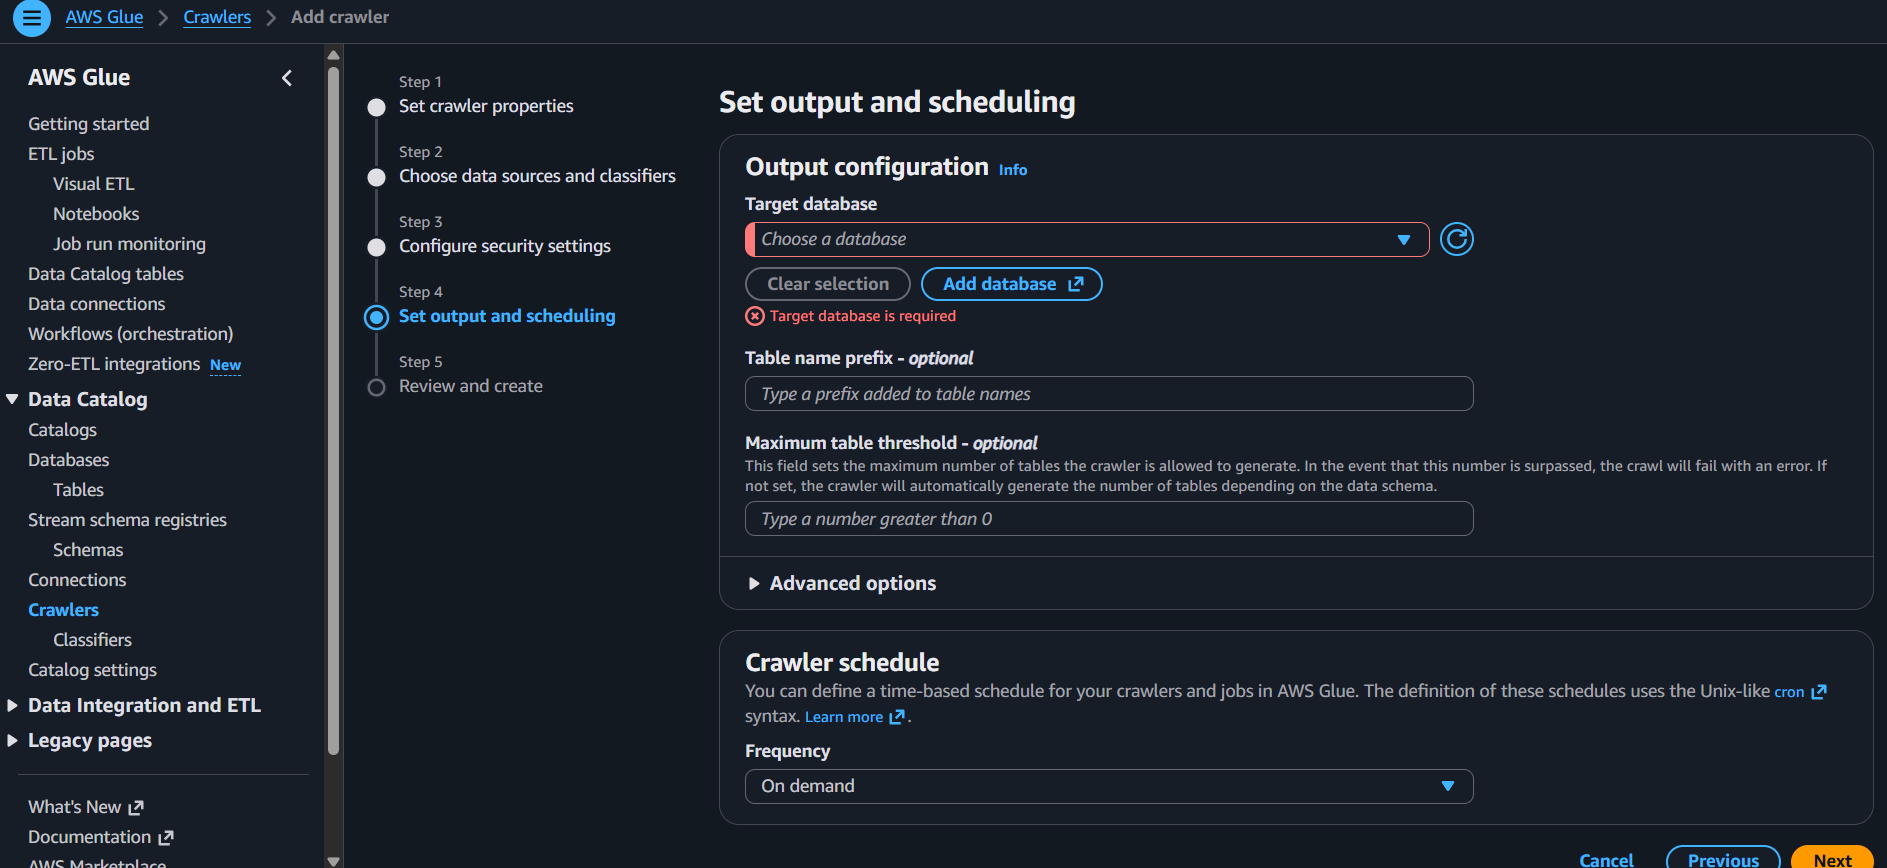 AWS Glue
Crawlers
Add crawler
AWS Glue
Getting started
ETL jobs
Visual ETL
Notebooks
Job run monitoring
Data Catalog tables
Data connections
Workflows (orchestration)
Zero-ETL integrations New
Data Catalog
Catalogs
Databases
Tables
Stream schema registries
Schemas
Connections
Crawlers
Classifiers
Catalog settings
Data Integration and ETL
Legacy pages
What's New
Documentation
AWS Marketplace
Step 1
Set crawler properties
Step 2
Choose data sources and classifiers
Step 3
Configure security settings
Step 4
Set output and scheduling
Step 5
Review and create
Set output and scheduling
Output configuration Info
Target database
Choose a database
Clear selection
Add database
Target database is required
Table name prefix - optional
Type a prefix added to table names
Maximum table threshold - optional
This field sets the maximum number of tables the crawler is allowed to generate. In the event that this number is surpassed, the crawl will fail with an error. If
not set, the crawler will automatically generate the number of tables depending on the data schema.
Type a number greater than 0
Advanced options
Crawler schedule
You can define a time-based schedule for your crawlers and jobs in AWS Glue. The definition of these schedules uses the Unix-like cron
syntax. Learn more .
Frequency
On demand
Cancel
Previous
Next